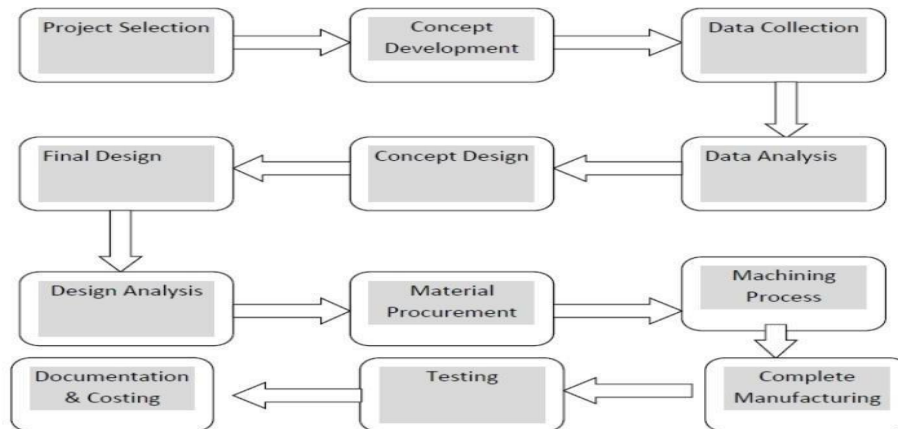 Project Selection
Concept
Development
Data Collection
Data Analysis
Concept Design
Final Design
Design Analysis
Material
Procurement
Machining
Process
Complete
Manufacturing
Testing
Documentation
& Costing